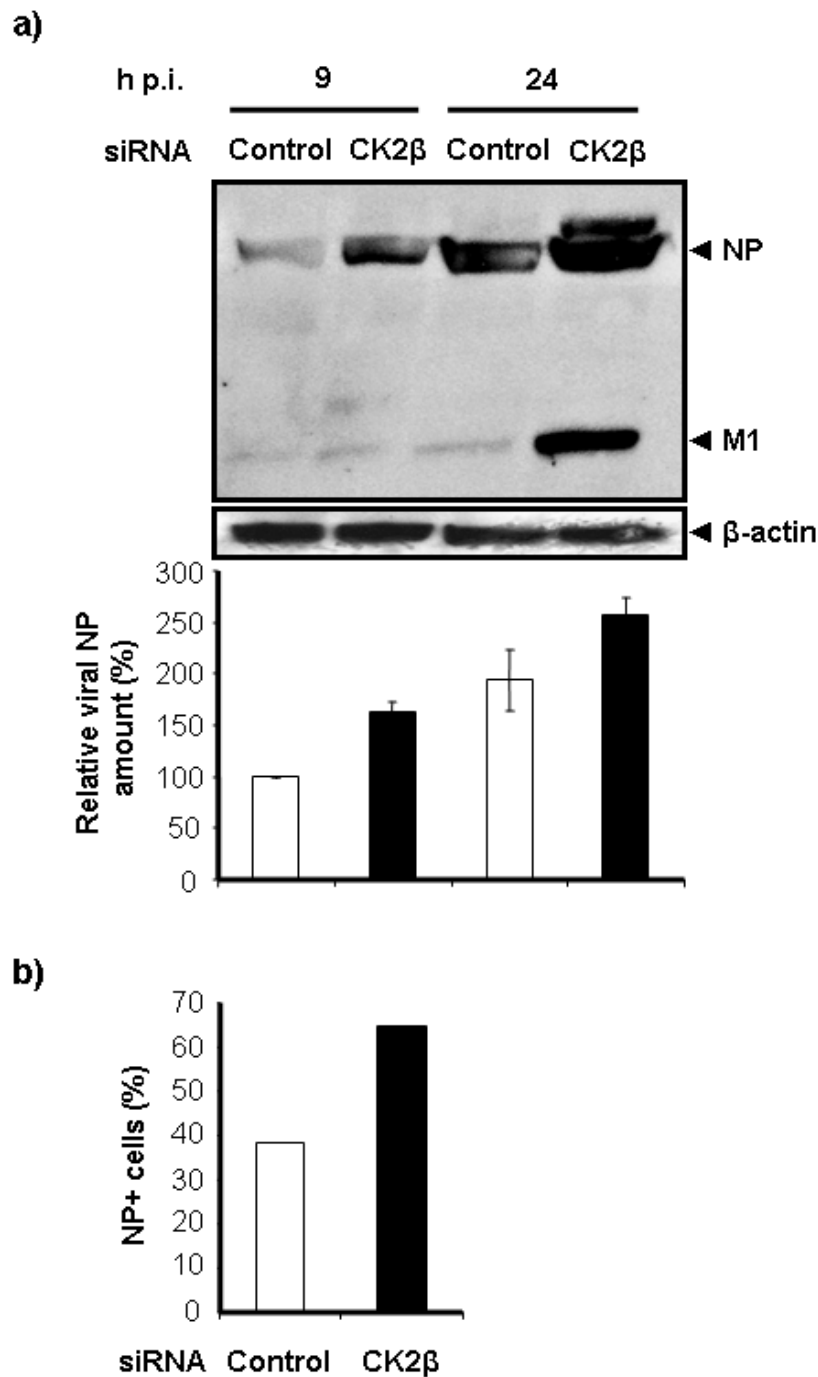 a)
h p.i. 9 24
siRNA Control CK2β Control CK2β
NP
M1
β-actin
Relative viral NP
amount (%)
300
250
200
150
100
50
0
b)
NP+ cells (%)
70
60
50
40
30
20
10
0
siRNA Control CK2β